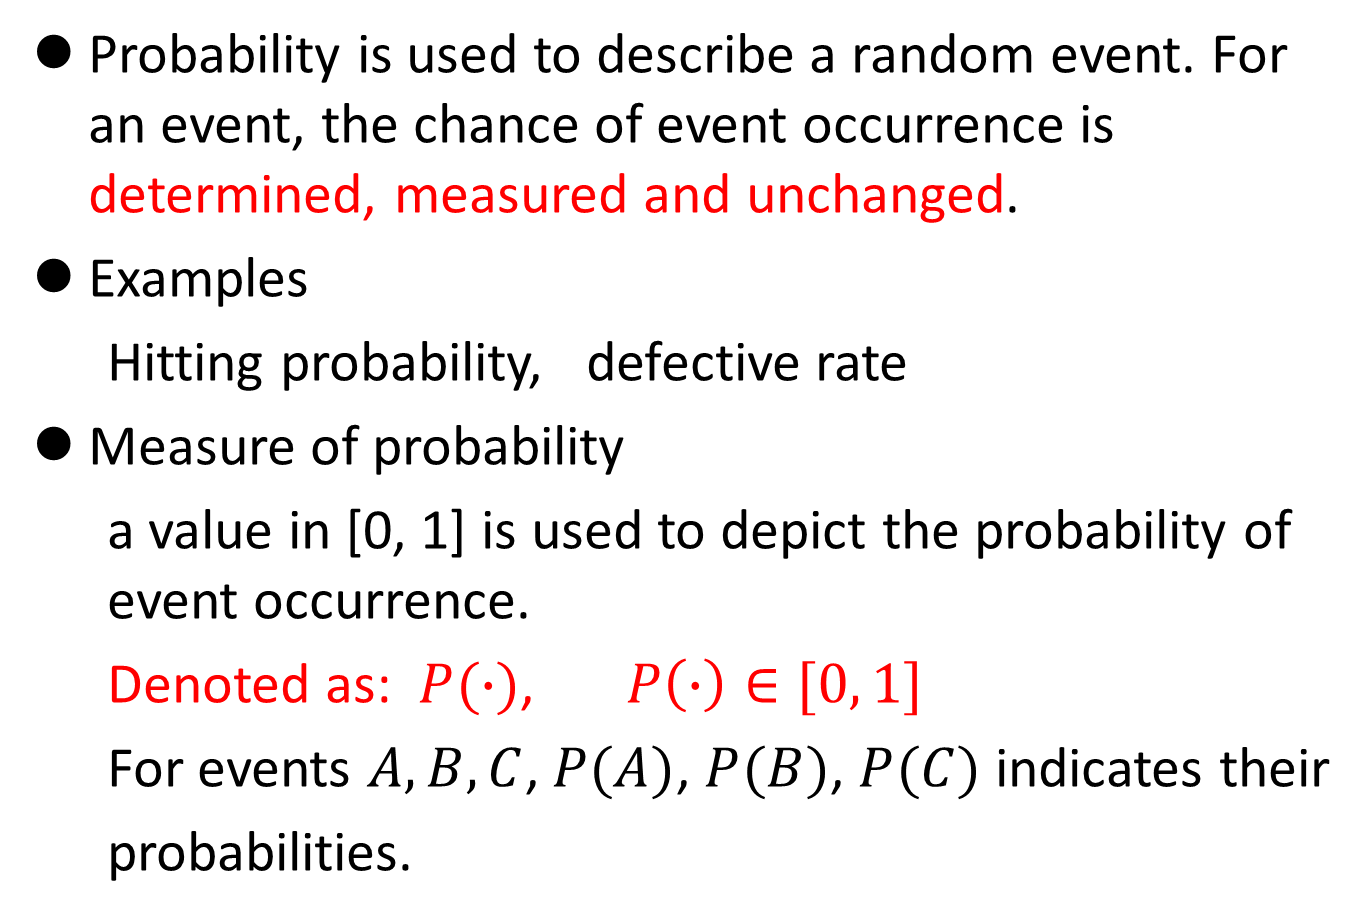 ● Probability is used to describe a random event. For
an event, the chance of event occurrence is
determined, measured and unchanged.
● Examples
Hitting probability, defective rate
● Measure of probability
a value in [0, 1] is used to depict the probability of
event occurrence.
Denoted as: P(·), P(·) ∈ [0, 1]
For events A, B, C, P(A), P(B), P(C) indicates their
probabilities.